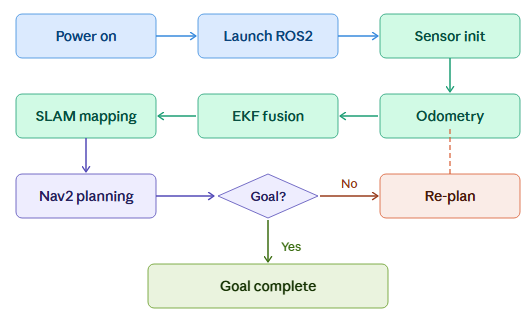 Power on
Launch ROS2
Sensor init
SLAM mapping
EKF fusion
Odometry
Nav2 planning
Goal?
No
Re-plan
Yes
Goal complete